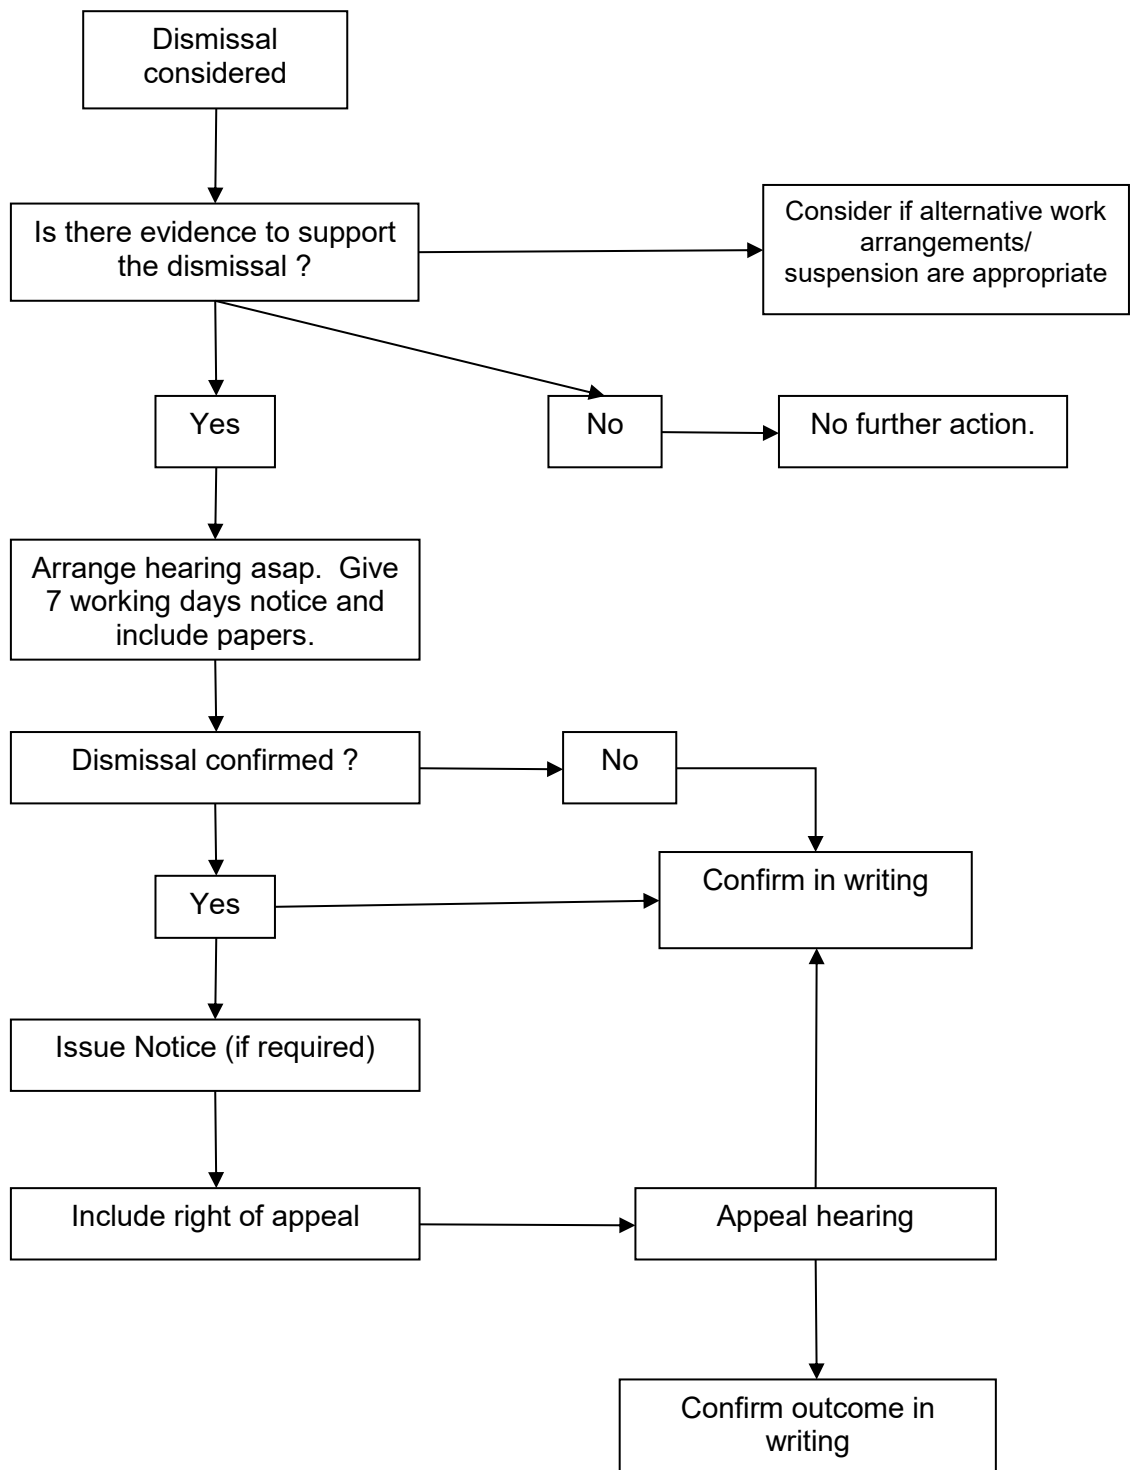 Dismissal
considered
Is there evidence to support
the dismissal ?
Consider if alternative work
arrangements/
suspension are appropriate
Yes
No
No further action.
Arrange hearing asap.  Give
7 working days notice and
include papers.
Dismissal confirmed ?
No
Confirm in writing
Yes
Issue Notice (if required)
Include right of appeal
Appeal hearing
Confirm outcome in
writing